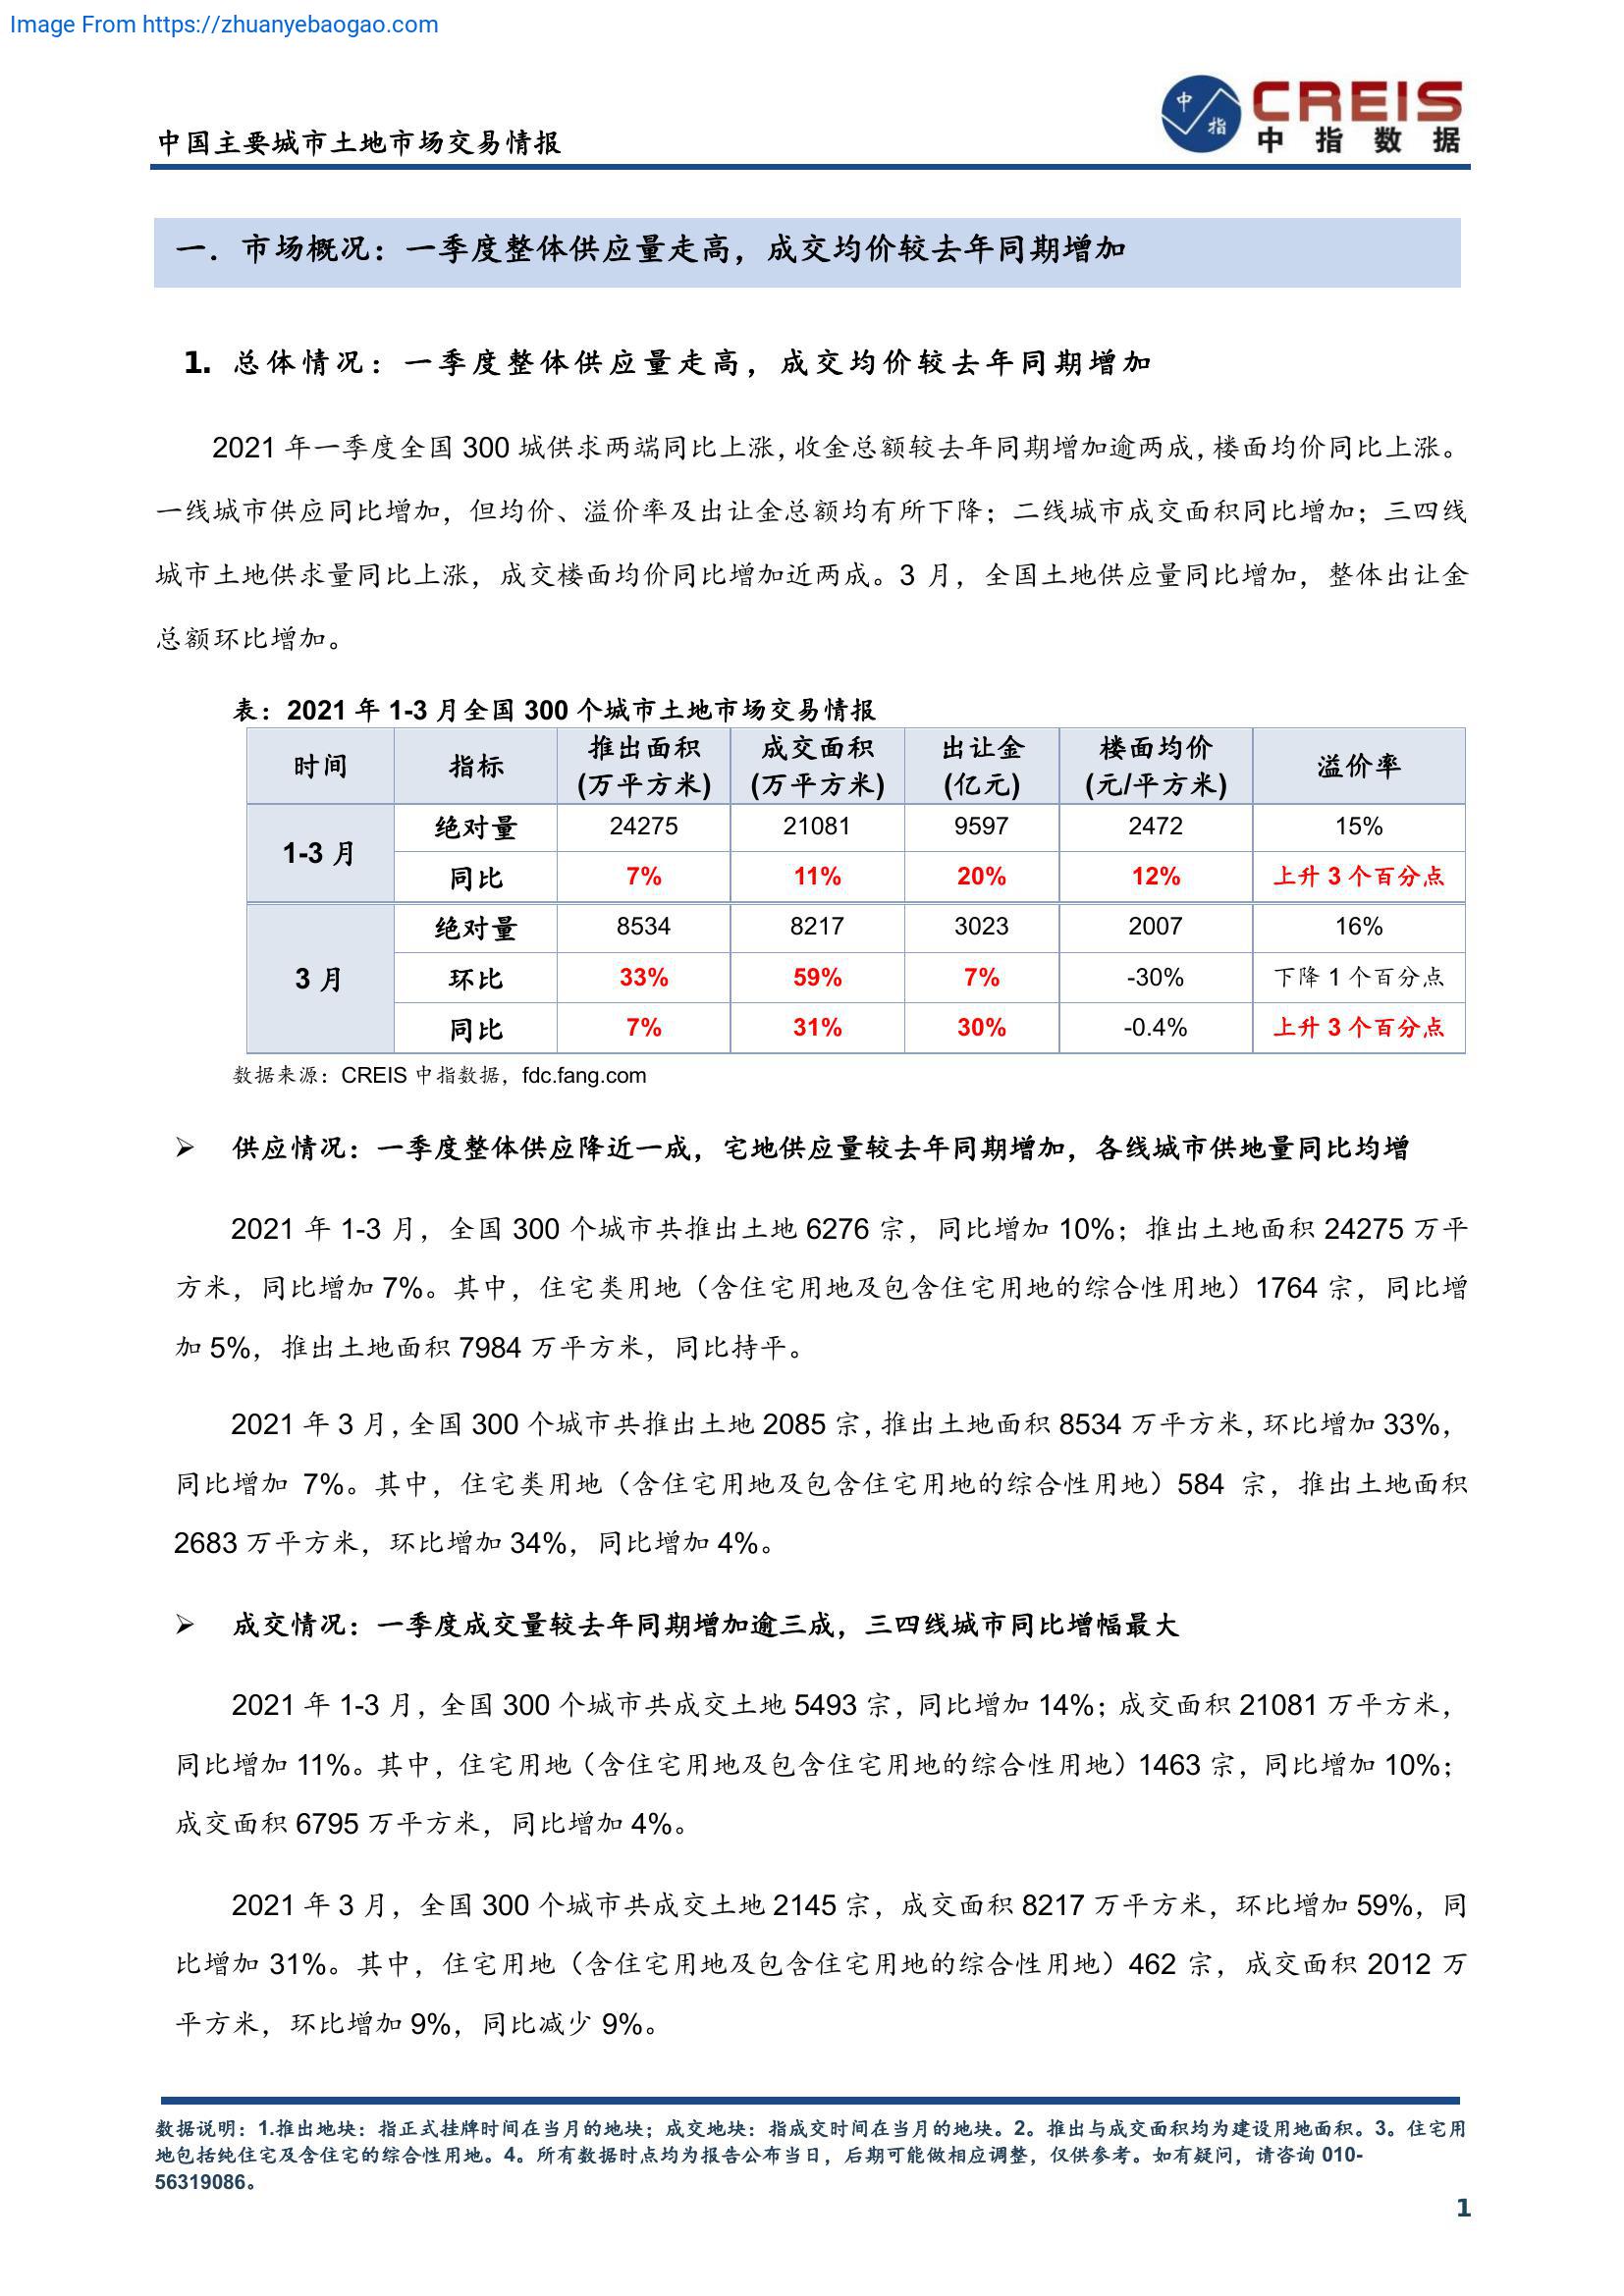 Image From https://zhuanyebaogao.com
中指
CREIS
中指数据
中国主要城市土地市场交易情报
一. 市场概况：一季度整体供应量走高，成交均价较去年同期增加
1. 总体情况：一季度整体供应量走高，成交均价较去年同期增加
2021 年一季度全国 300 城供求两端同比上涨，收金总额较去年同期增加逾两成，楼面均价同比上涨。
一线城市供应同比增加，但均价、溢价率及出让金总额均有所下降；二线城市成交面积同比增加；三四线
城市土地供求量同比上涨，成交楼面均价同比增加近两成。3 月，全国土地供应量同比增加，整体出让金
总额环比增加。
表：2021 年 1-3 月全国 300 个城市土地市场交易情报
时间 指标 推出面积 (万平方米) 成交面积 (万平方米) 出让金 (亿元) 楼面均价 (元/平方米) 溢价率
1-3 月 绝对量 24275 21081 9597 2472 15%
同比 7% 11% 20% 12% 上升 3 个百分点
3 月 绝对量 8534 8217 3023 2007 16%
环比 33% 59% 7% -30% 下降 1 个百分点
同比 7% 31% 30% -0.4% 上升 3 个百分点
数据来源：CREIS 中指数据，fdc.fang.com
➢ 供应情况：一季度整体供应降近一成，宅地供应量较去年同期增加，各线城市供地量同比均增
2021 年 1-3 月，全国 300 个城市共推出土地 6276 宗，同比增加 10%；推出土地面积 24275 万平
方米，同比增加 7%。其中，住宅类用地（含住宅用地及包含住宅用地的综合性用地）1764 宗，同比增
加 5%，推出土地面积 7984 万平方米，同比持平。
2021 年 3 月，全国 300 个城市共推出土地 2085 宗，推出土地面积 8534 万平方米，环比增加 33%，
同比增加 7%。其中，住宅类用地（含住宅用地及包含住宅用地的综合性用地）584 宗，推出土地面积
2683 万平方米，环比增加 34%，同比增加 4%。
➢ 成交情况：一季度成交量较去年同期增加逾三成，三四线城市同比增幅最大
2021 年 1-3 月，全国 300 个城市共成交土地 5493 宗，同比增加 14%；成交面积 21081 万平方米，
同比增加 11%。其中，住宅用地（含住宅用地及包含住宅用地的综合性用地）1463 宗，同比增加 10%；
成交面积 6795 万平方米，同比增加 4%。
2021 年 3 月，全国 300 个城市共成交土地 2145 宗，成交面积 8217 万平方米，环比增加 59%，同
比增加 31%。其中，住宅用地（含住宅用地及包含住宅用地的综合性用地）462 宗，成交面积 2012 万
平方米，环比增加 9%，同比减少 9%。
数据说明：1.推出地块：指正式挂牌时间在当月的地块；成交地块：指成交时间在当月的地块。2。推出与成交面积均为建设用地面积。3。住宅用
地包括纯住宅及含住宅的综合性用地。4。所有数据时点均为报告公布当日，后期可能做相应调整，仅供参考。如有疑问，请咨询 010-
56319086。
1